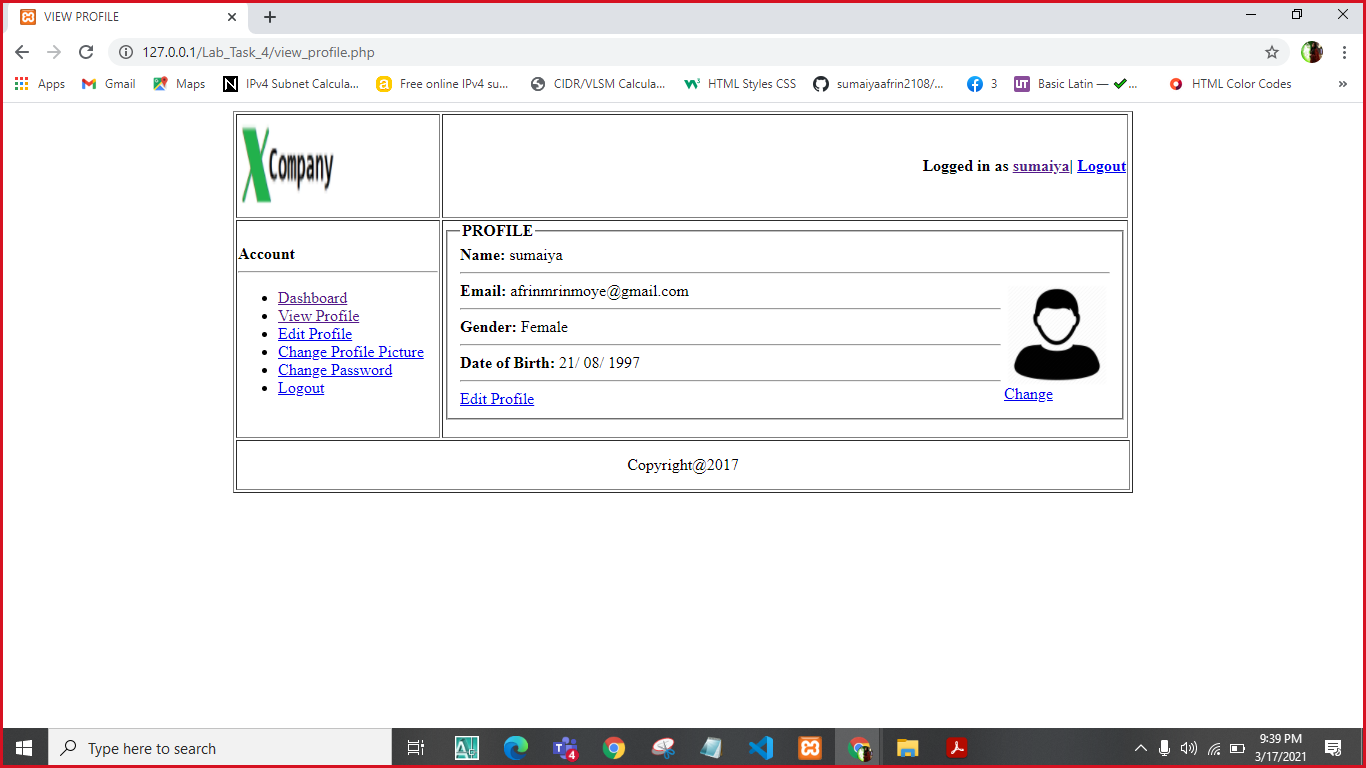 VIEW PROFILE
127.0.0.1/Lab_Task_4/view_profile.php
Apps Gmail Maps IPv4 Subnet Calcula... Free online IPv4 su... CIDR/VLSM Calcula... HTML Styles CSS sumaiyaafrin2108/... 3 Basic Latin — ✔... HTML Color Codes »
X Company
Logged in as sumaiya| Logout
Account
• Dashboard
• View Profile
• Edit Profile
• Change Profile Picture
• Change Password
• Logout
PROFILE
Name: sumaiya
Email: afrinmrinmoye@gmail.com
Gender: Female
Date of Birth: 21/ 08/ 1997
Edit Profile
Change
Copyright@2017
Type here to search
4
9:39 PM
3/17/2021